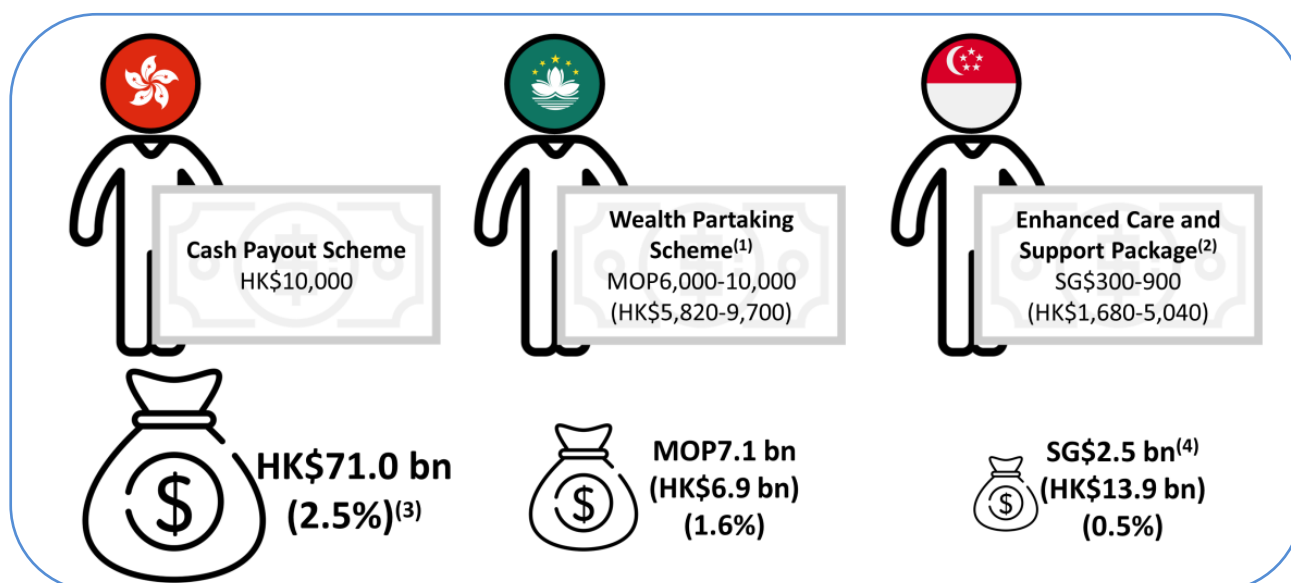 Cash Payout Scheme
HK$10,000
Wealth Partaking
Scheme(1)
MOP6,000-10,000
(HK$5,820-9,700)
Enhanced Care and
Support Package(2)
SG$300-900
(HK$1,680-5,040)
$
HK$71.0 bn
(2.5%)(3)
$
MOP7.1 bn
(HK$6.9 bn)
(1.6%)
$
SG$2.5 bn(4)
(HK$13.9 bn)
(0.5%)